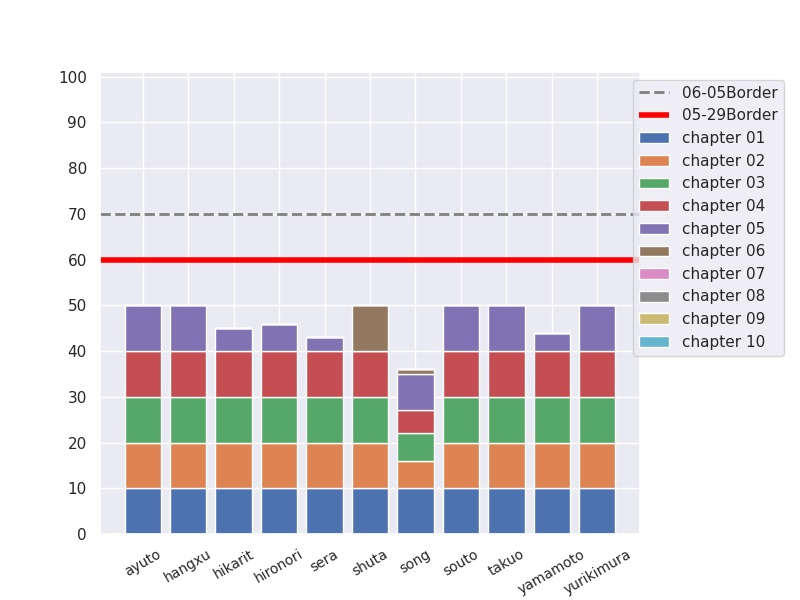 100
90
80
70
60
50
40
30
20
10
0
ayuto
hangxu
hikarit
hironori
sera
shuta
song
souto
takuo
yamamoto
yurikimura
06-05Border
05-29Border
chapter 01
chapter 02
chapter 03
chapter 04
chapter 05
chapter 06
chapter 07
chapter 08
chapter 09
chapter 10